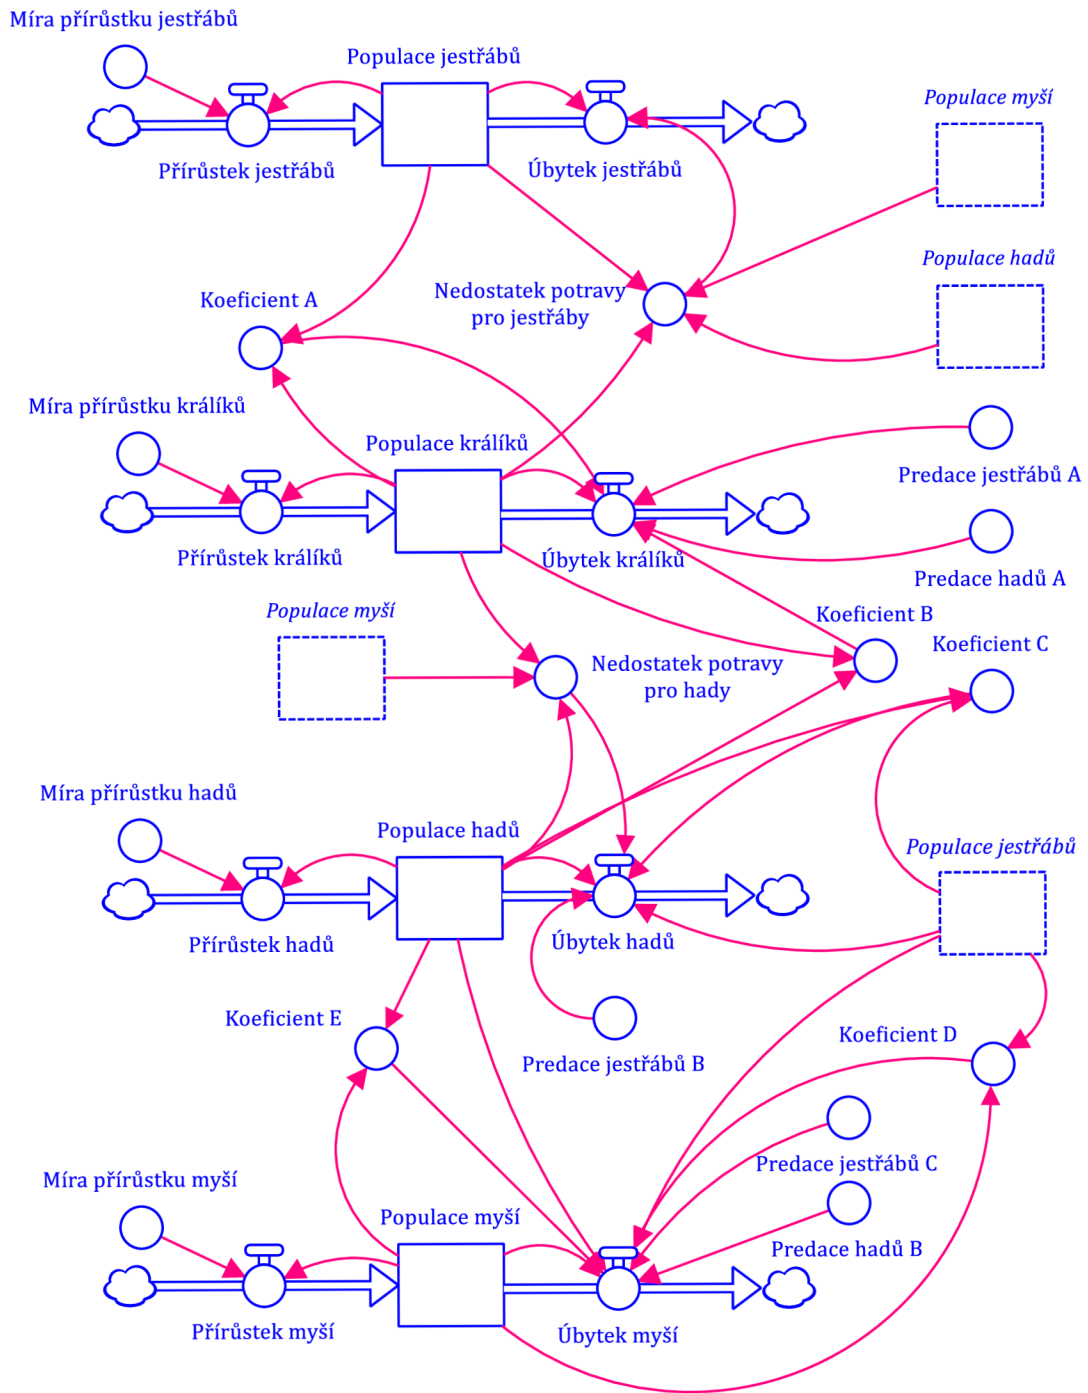 Míra přírůstku jestřábů
Populace jestřábů
Populace myší
Přírůstek jestřábů
Úbytek jestřábů
Populace hadů
Koeficient A
Nedostatek potravy
pro jestřáby
Míra přírůstku králíků
Populace králíků
Predace jestřábů A
Přírůstek králíků
Úbytek králíků
Predace hadů A
Populace myší
Koeficient B
Koeficient C
Nedostatek potravy
pro hady
Míra přírůstku hadů
Populace hadů
Populace jestřábů
Přírůstek hadů
Úbytek hadů
Koeficient E
Koeficient D
Predace jestřábů B
Predace jestřábů C
Míra přírůstku myší
Populace myší
Predace hadů B
Přírůstek myší
Úbytek myší